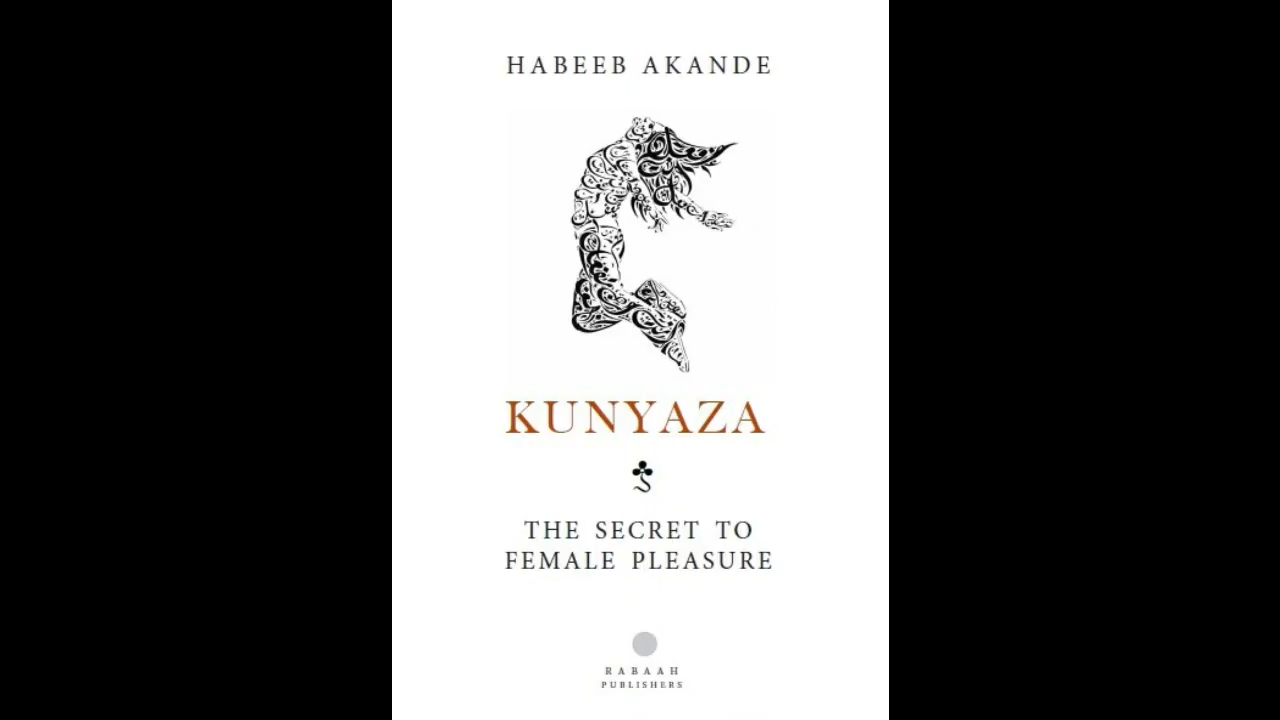 HABEEB AKANDE
KUNYAZA
THE SECRET TO
FEMALE PLEASURE
RABAAH
PUBLISHERS